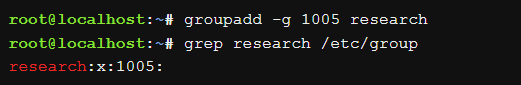 root@localhost:~# groupadd -g 1005 research
root@localhost:~# grep research /etc/group
research:x:1005: